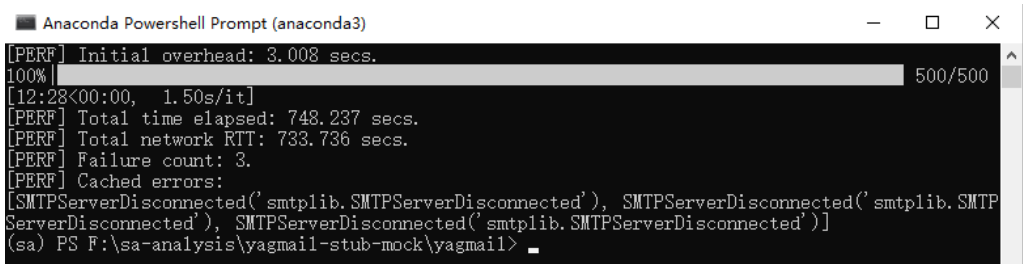 Anaconda Powershell Prompt (anaconda3)
[PERF] Initial overhead: 3.008 secs.
100%| 500/500
[12:28<00:00, 1.50s/it]
[PERF] Total time elapsed: 748.237 secs.
[PERF] Total network RTT: 733.736 secs.
[PERF] Failure count: 3.
[PERF] Cached errors:
[SMTPServerDisconnected('smtplib.SMTPServerDisconnected'), SMTPServerDisconnected('smtplib.SMTP
ServerDisconnected'), SMTPServerDisconnected('smtplib.SMTPServerDisconnected')]
(sa) PS F:\sa-analysis\yagmail-stub-mock\yagmail>